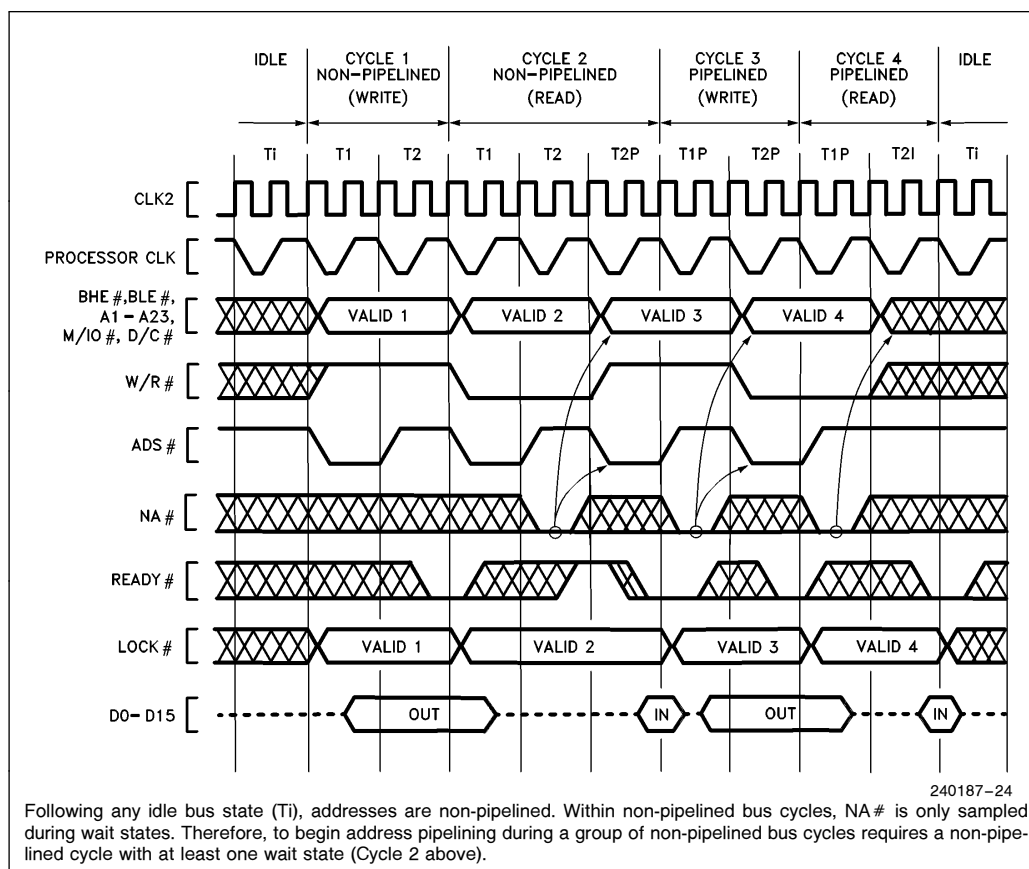 IDLE CYCLE 1 CYCLE 2 CYCLE 3 CYCLE 4 IDLE
NON-PIPELINED NON-PIPELINED PIPELINED PIPELINED
(WRITE) (READ) (WRITE) (READ)
Ti T1 T2 T1 T2 T2P T1P T2P T1P T2I Ti
CLK2
PROCESSOR CLK
BHE #,BLE #,
A1 – A23,
M/IO #, D/C #
VALID 1 VALID 2 VALID 3 VALID 4
W/R #
ADS #
NA #
READY #
LOCK # VALID 1 VALID 2 VALID 3 VALID 4
D0– D15 OUT IN OUT IN
240187–24
Following any idle bus state (Ti), addresses are non-pipelined. Within non-pipelined bus cycles, NA# is only sampled
during wait states. Therefore, to begin address pipelining during a group of non-pipelined bus cycles requires a non-pipe-
lined cycle with at least one wait state (Cycle 2 above).